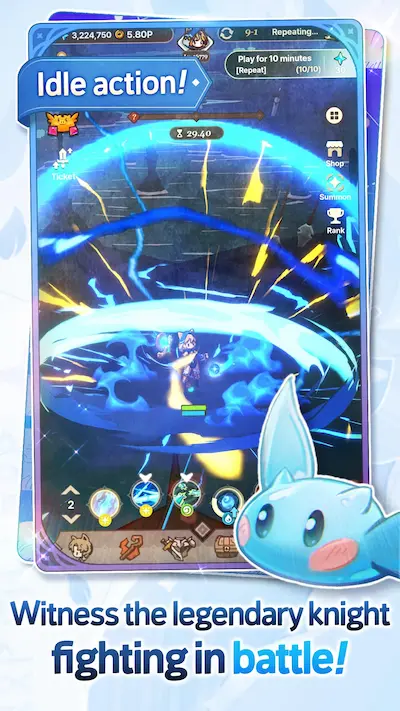 3,224,750 5.80P
9-1 Repeating...
Play for 10 minutes
[Repeat] (10/10)
Idle action!
?
29.40
Ticket
Shop
Summon
Rank
2
Witness the legendary knight
fighting in battle!